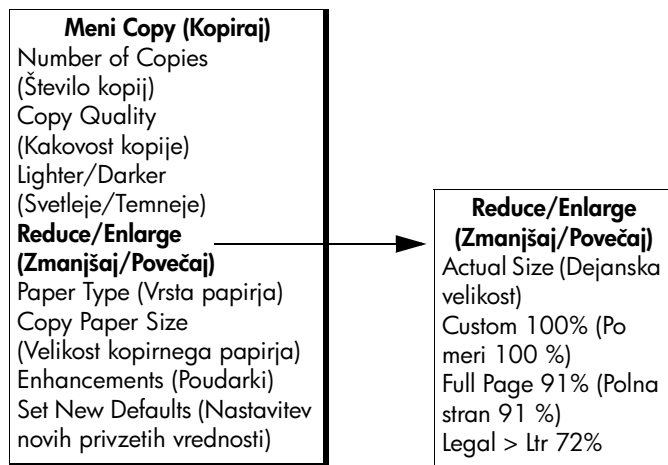 Meni Copy (Kopiraj)
Number of Copies
(Število kopij)
Copy Quality
(Kakovost kopije)
Lighter/Darker
(Svetleje/Temneje)
Reduce/Enlarge
(Zmanjšaj/Povečaj)
Paper Type (Vrsta papirja)
Copy Paper Size
(Velikost kopirnega papirja)
Enhancements (Poudarki)
Set New Defaults (Nastavitev
novih privzetih vrednosti)
Reduce/Enlarge
(Zmanjšaj/Povečaj)
Actual Size (Dejanska
velikost)
Custom 100% (Po
meri 100 %)
Full Page 91% (Polna
stran 91 %)
Legal > Ltr 72%